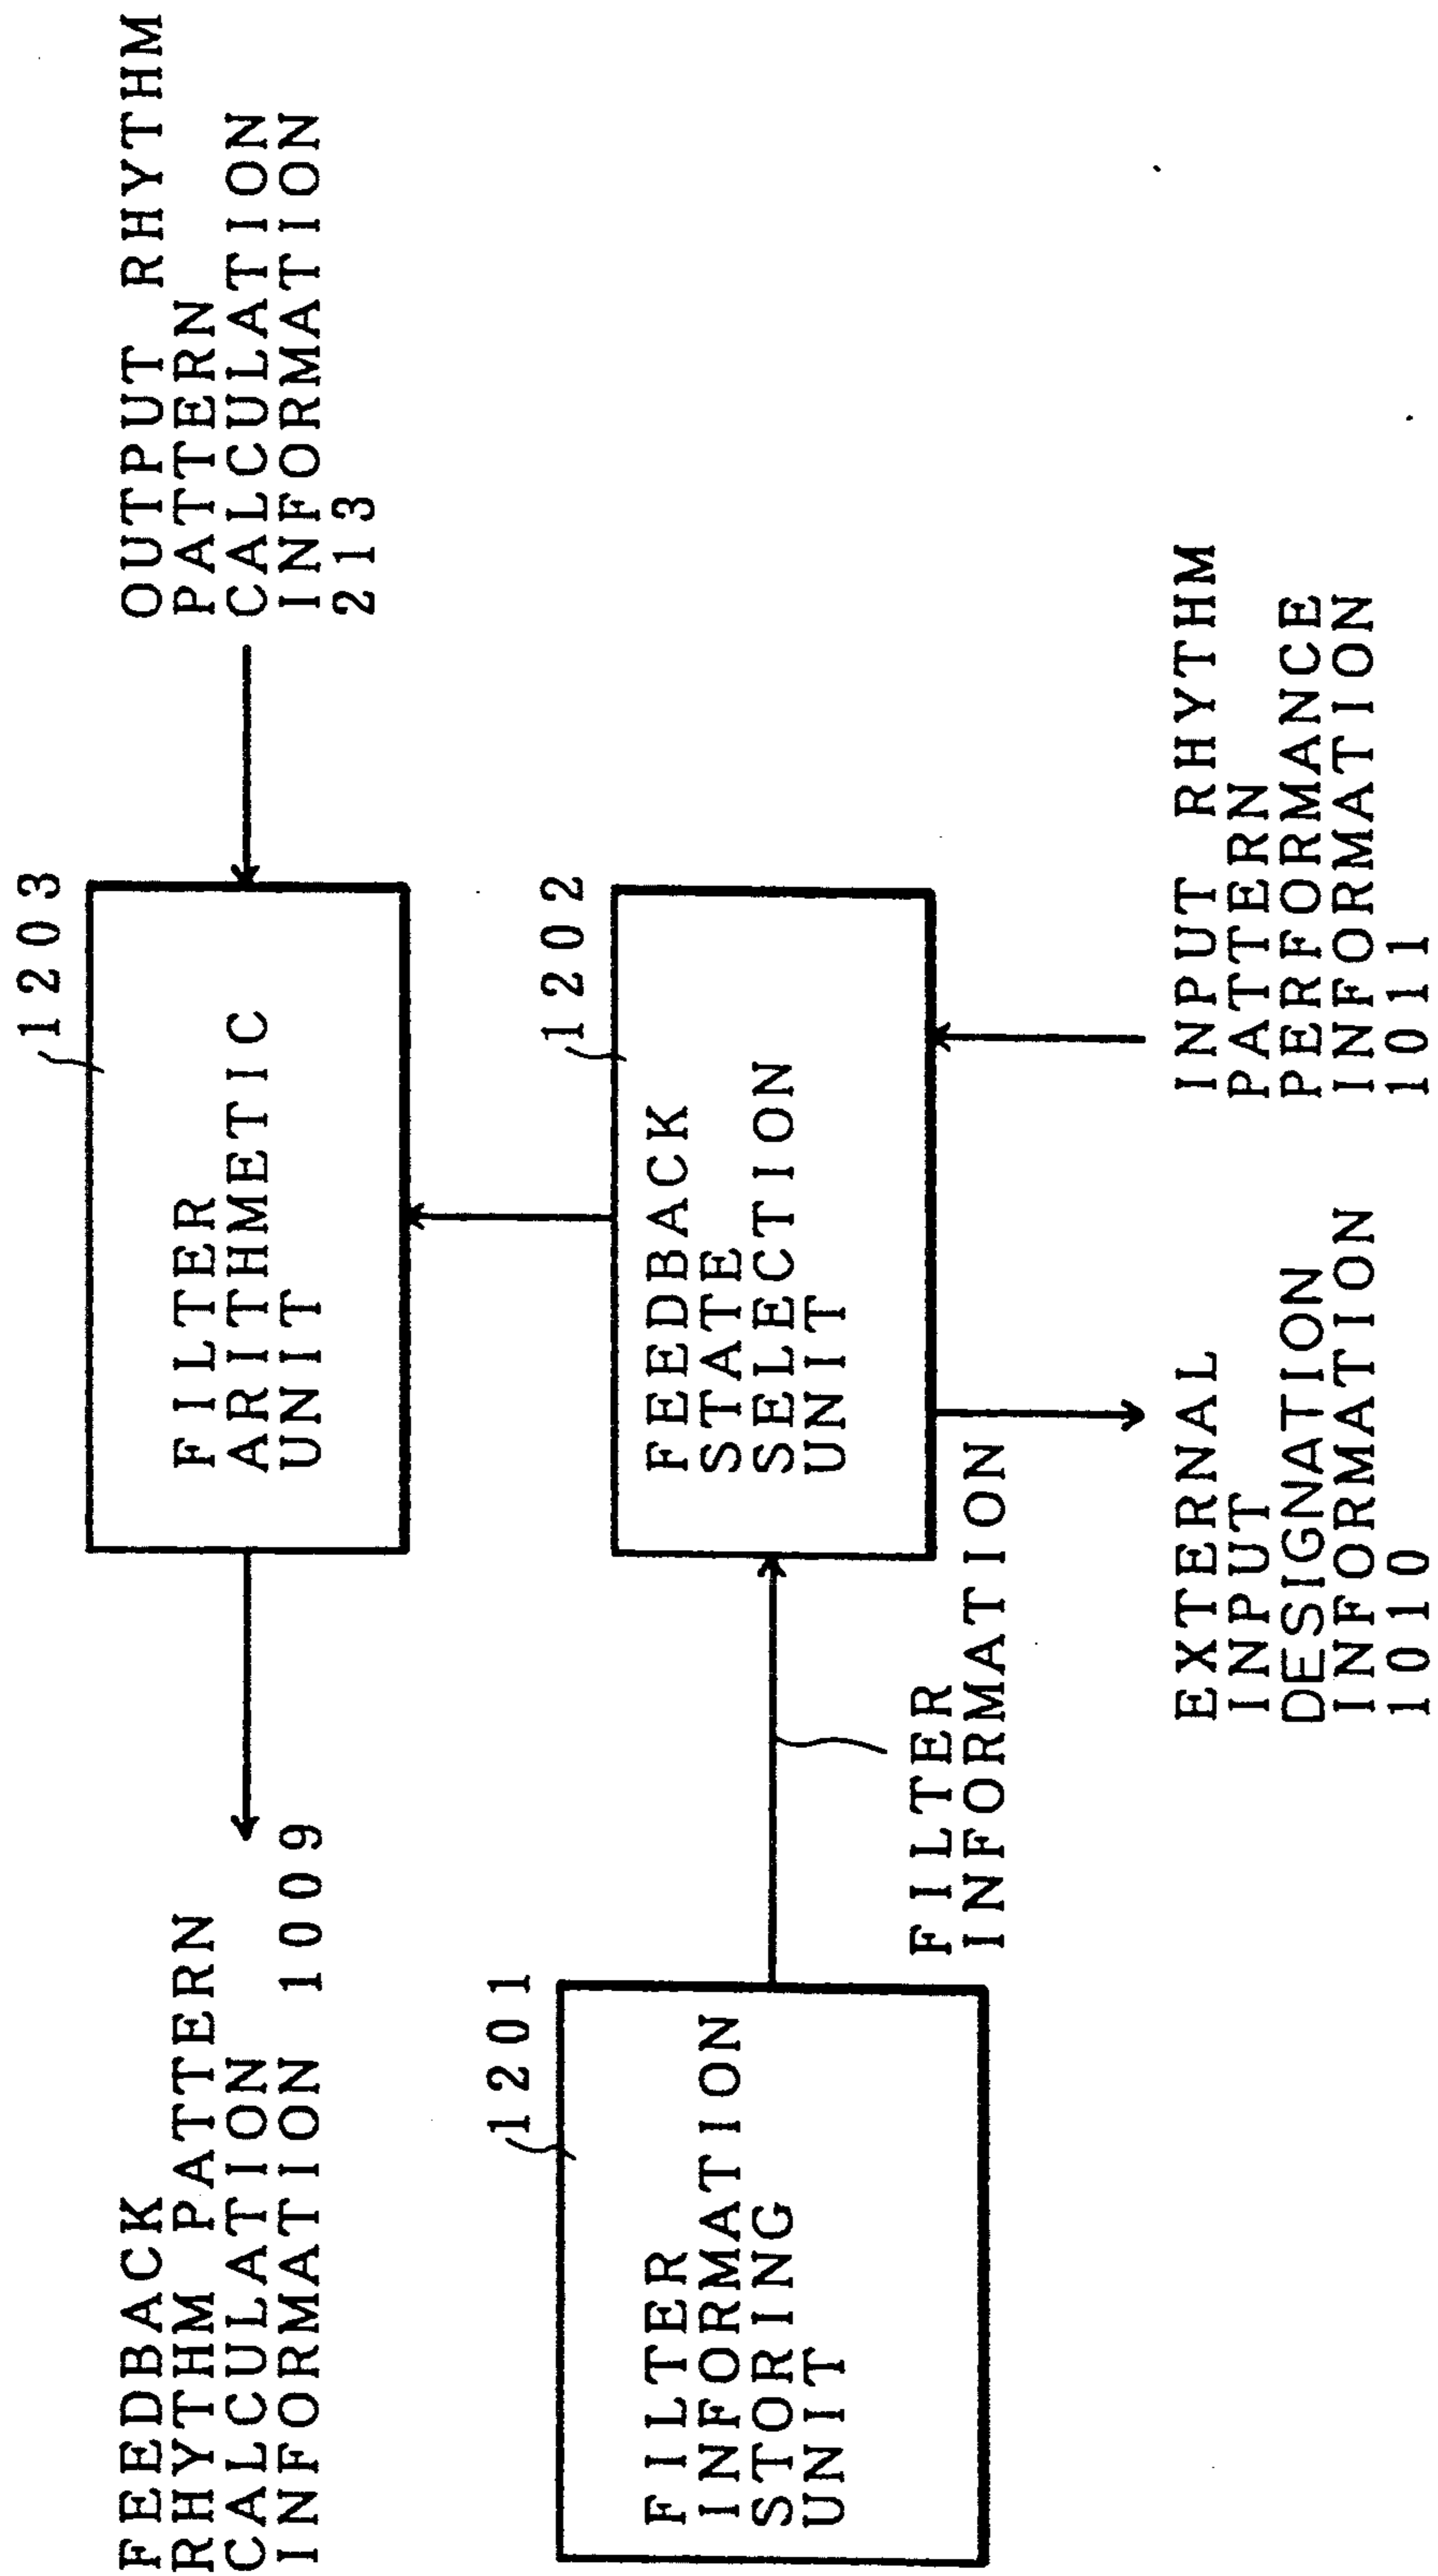 FEEDBACK
RHYTHM PATTERN
CALCULATION
INFORMATION 1009
1203
FILTER
ARITHMETIC
UNIT
OUTPUT RHYTHM
PATTERN
CALCULATION
INFORMATION
213
1201
FILTER
INFORMATION
STORING
UNIT
FILTER
INFORMATION
1202
FEEDBACK
STATE
SELECTION
UNIT
EXTERNAL
INPUT
DESIGNATION
INFORMATION
1010
INPUT RHYTHM
PATTERN
PERFORMANCE
INFORMATION
1011